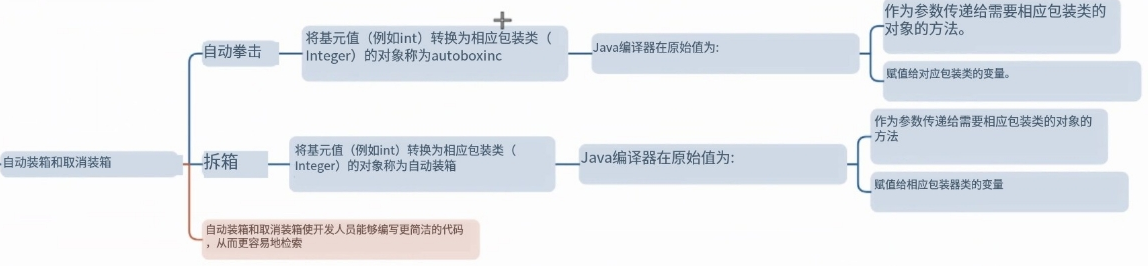 自动装箱和取消装箱
自动拳击
将基元值（例如int）转换为相应包装类（
Integer）的对象称为autoboxinc
Java编译器在原始值为:
作为参数传递给需要相应包装类的
对象的方法。
赋值给对应包装类的变量。
拆箱
将基元值（例如int）转换为相应包装类（
Integer）的对象称为自动装箱
Java编译器在原始值为:
作为参数传递给需要相应包装类的对象的
方法
赋值给相应包装器类的变量
自动装箱和取消装箱使开发人员能够编写更简洁的代码
，从而更容易地检索